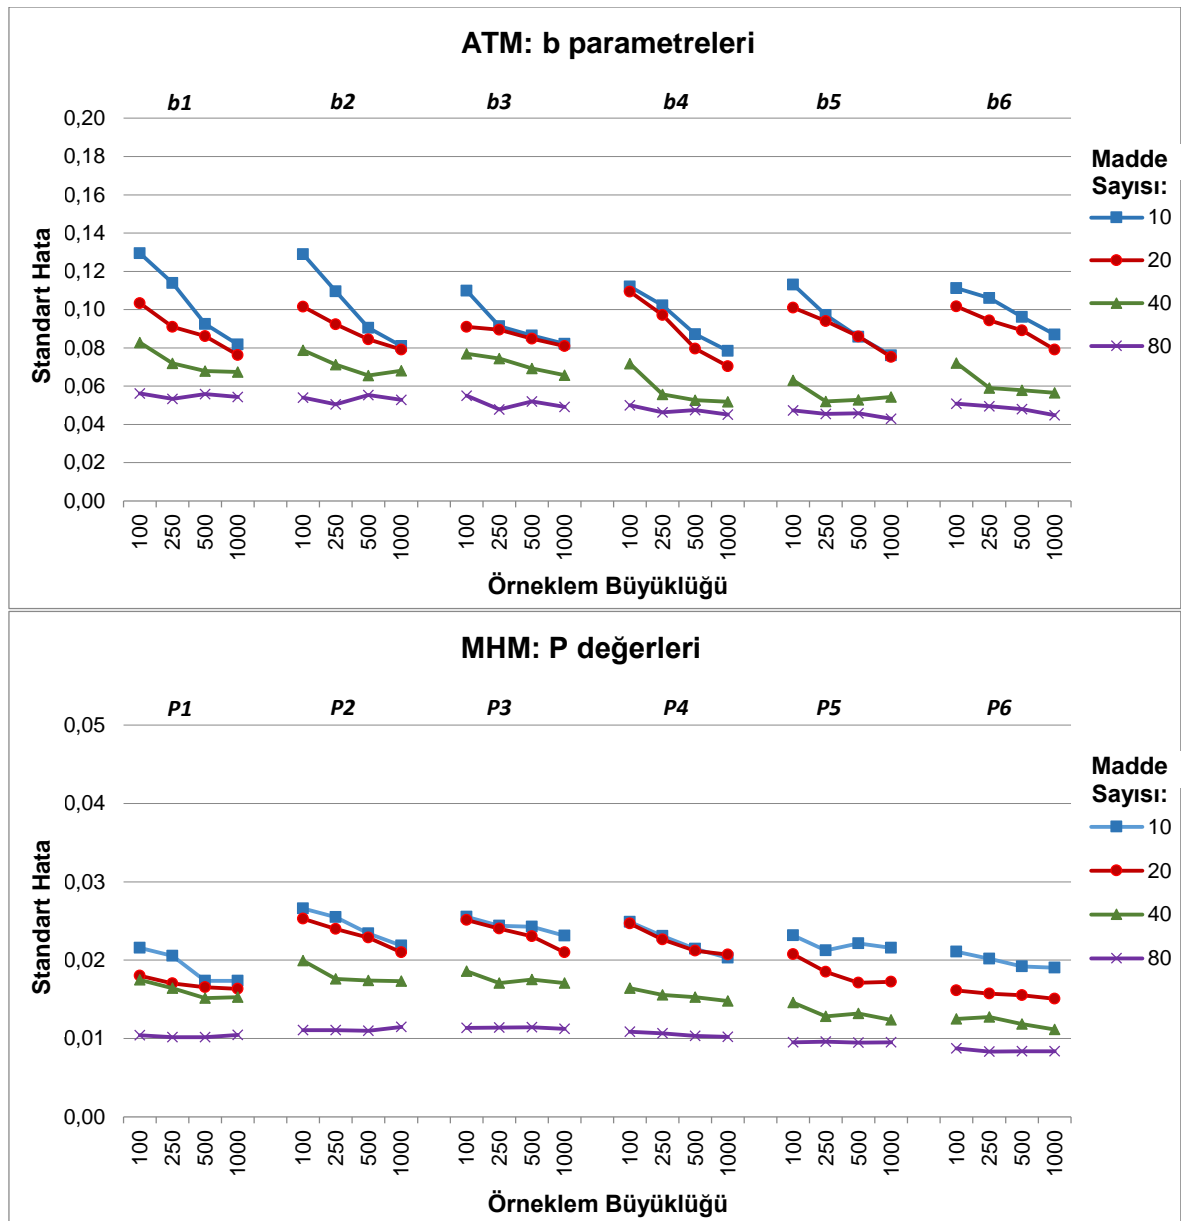 ATM: b parametreleri
b1 b2 b3 b4 b5 b6
0,20
0,18
0,16
0,14
0,12
0,10
0,08
0,06
0,04
0,02
0,00
Standart Hata
100 250 500 1000 100 250 500 1000 100 250 500 1000 100 250 500 1000 100 250 500 1000 100 250 500 1000
Örneklem Büyüklüğü
Madde
Sayısı:
10
20
40
80
MHM: P değerleri
P1 P2 P3 P4 P5 P6
0,05
0,04
0,03
0,02
0,01
0,00
Standart Hata
100 250 500 1000 100 250 500 1000 100 250 500 1000 100 250 500 1000 100 250 500 1000 100 250 500 1000
Örneklem Büyüklüğü
Madde
Sayısı:
10
20
40
80